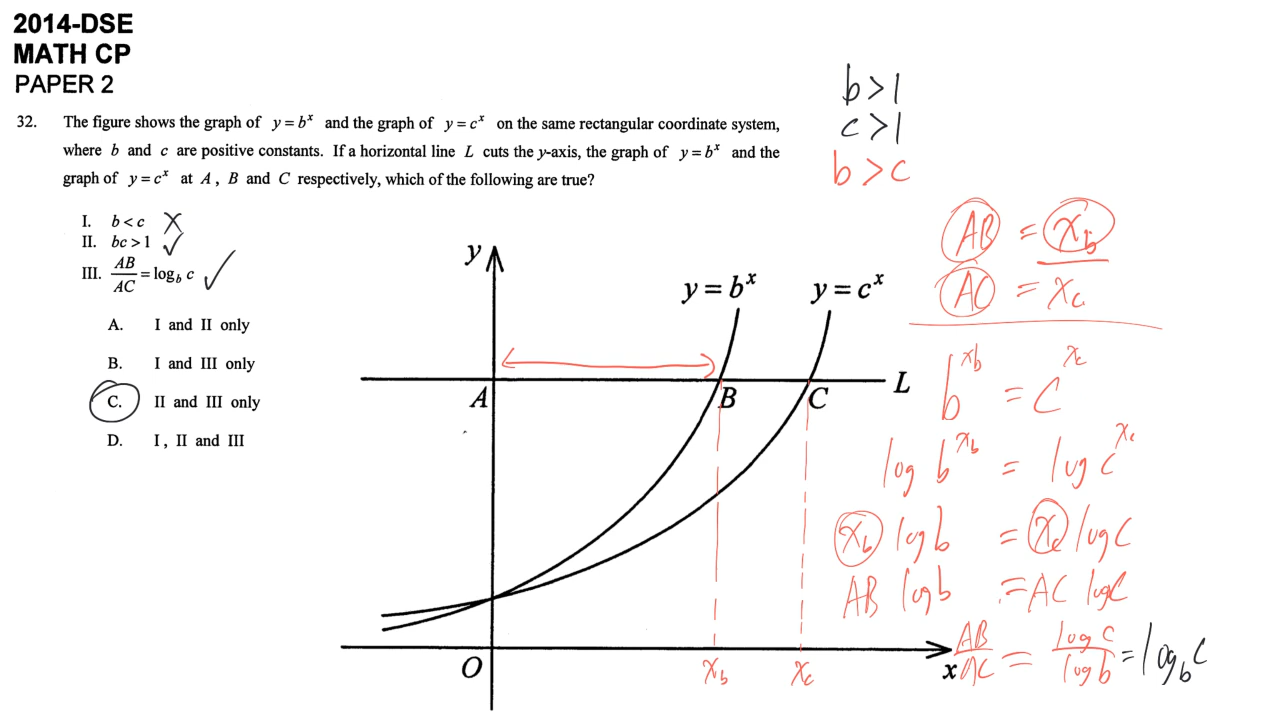 2014-DSE
MATH CP
PAPER 2
32. The figure shows the graph of y = b^x and the graph of y = c^x on the same rectangular coordinate system,
where b and c are positive constants. If a horizontal line L cuts the y-axis, the graph of y = b^x and the
graph of y = c^x at A, B and C respectively, which of the following are true?
I. b < c ✗
II. bc > 1 ✓
III. AB/AC = log_b c ✓
A. I and II only
B. I and III only
C. II and III only
D. I, II and III
y
y = b^x
y = c^x
A
B
C
L
O
x_b
x_c
x
b > 1
c > 1
b > c
AB = x_b
AC = x_c
b^{x_b} = c^{x_c}
log b^{x_b} = log c^{x_c}
x_b log b = x_c log c
AB log b = AC log c
AB/AC = log c/log b = log_b c